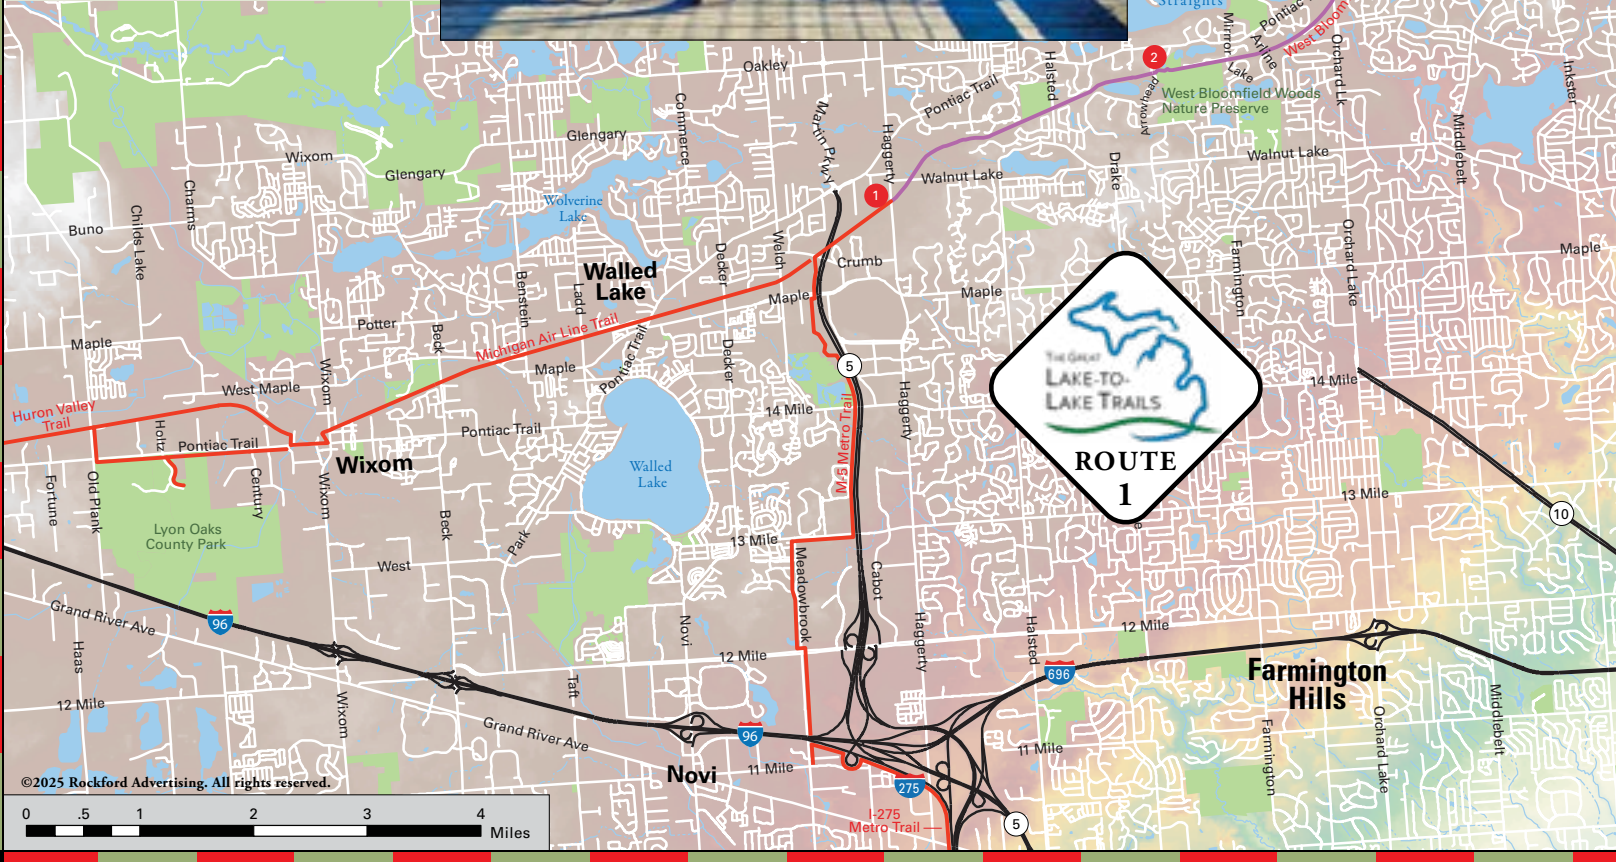 Straights
Pontiac
West Bloom
Mirror
Arline
Lake
Orchard Lk
Inkster
Oakley
Halsted
2
Pontiac Trail
Arrowhead
West Bloomfield Woods
Nature Preserve
Commerce
Martin Pkwy
Haggerty
Middlebelt
Glengary
Wixom
Glengary
Drake
Walnut Lake
Walnut Lake
1
Charms
Childs Lake
Buno
Wolverine
Lake
Decker
Welch
Crumb
Farmington
Orchard Lake
Maple
Walled
Lake
Benstein
Ladd
Maple
Maple
Michigan Air Line Trail
Potter
Beck
Maple
Pontiac Trail
Maple
Decker
5
THE GREAT
LAKE-TO-
LAKE TRAILS
ROUTE
1
14 Mile
West Maple
Wixom
Huron Valley
Trail
Holtz
Pontiac Trail
Pontiac Trail
14 Mile
Haggerty
M-5 Metro Trail
Wixom
Walled
Lake
Fortune
Old Plank
Century
Wixom
Beck
13 Mile
10
Lyon Oaks
County Park
Park
13 Mile
e
West
Meadowbrook
Cabot
Grand River Ave
96
Haas
Novi
Haggerty
Halsted
12 Mile
12 Mile
696
Farmington
Hills
12 Mile
Wixom
Taft
Grand River Ave
96
Farmington
Orchard Lake
Middlebelt
11 Mile
Novi
11 Mile
275
©2025 Rockford Advertising. All rights reserved.
I-275
Metro Trail
5
0 .5 1 2 3 4
Miles